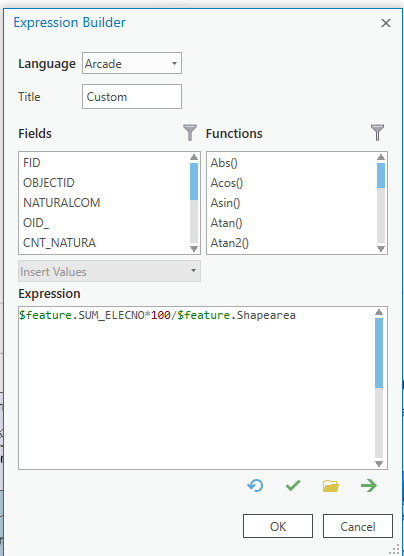 Expression Builder
Language Arcade
Title Custom
Fields
FID
OBJECTID
NATURALCOM
OID_
CNT_NATURA
Functions
Abs()
Acos()
Asin()
Atan()
Atan2()
Insert Values
Expression
$feature.SUM_ELECNO*100/$feature.Shapearea
OK Cancel